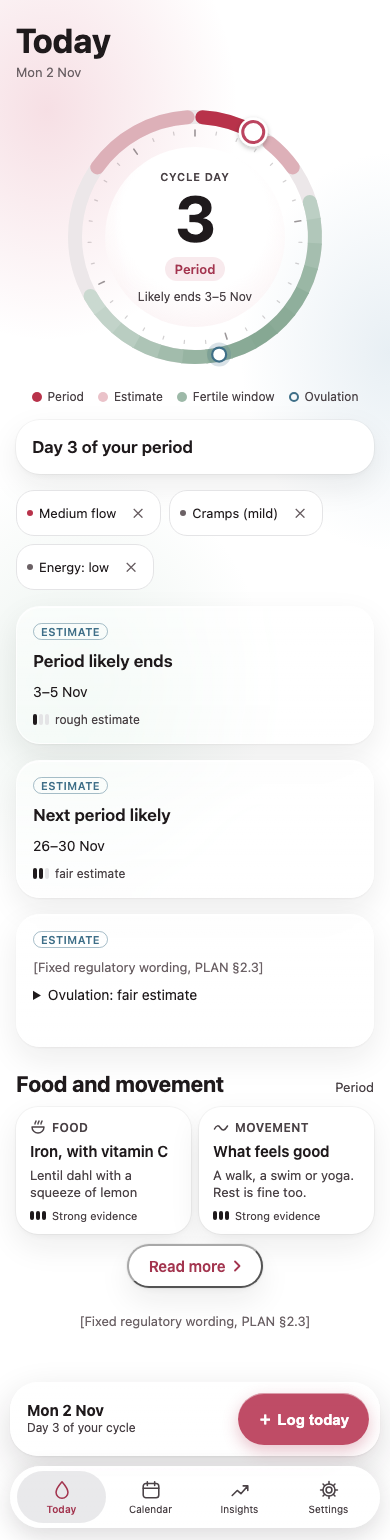 Today
Mon 2 Nov
CYCLE DAY
3
Period
Likely ends 3–5 Nov
Period
Estimate
Fertile window
Ovulation
Day 3 of your period
Medium flow
Cramps (mild)
Energy: low
ESTIMATE
Period likely ends
3–5 Nov
rough estimate
ESTIMATE
Next period likely
26–30 Nov
fair estimate
ESTIMATE
[Fixed regulatory wording, PLAN §2.3]
Ovulation: fair estimate
Food and movement
Period
FOOD
Iron, with vitamin C
Lentil dahl with a
squeeze of lemon
Strong evidence
MOVEMENT
What feels good
A walk, a swim or yoga.
Rest is fine too.
Strong evidence
Read more
[Fixed regulatory wording, PLAN §2.3]
Mon 2 Nov
Day 3 of your cycle
+ Log today
Today
Calendar
Insights
Settings